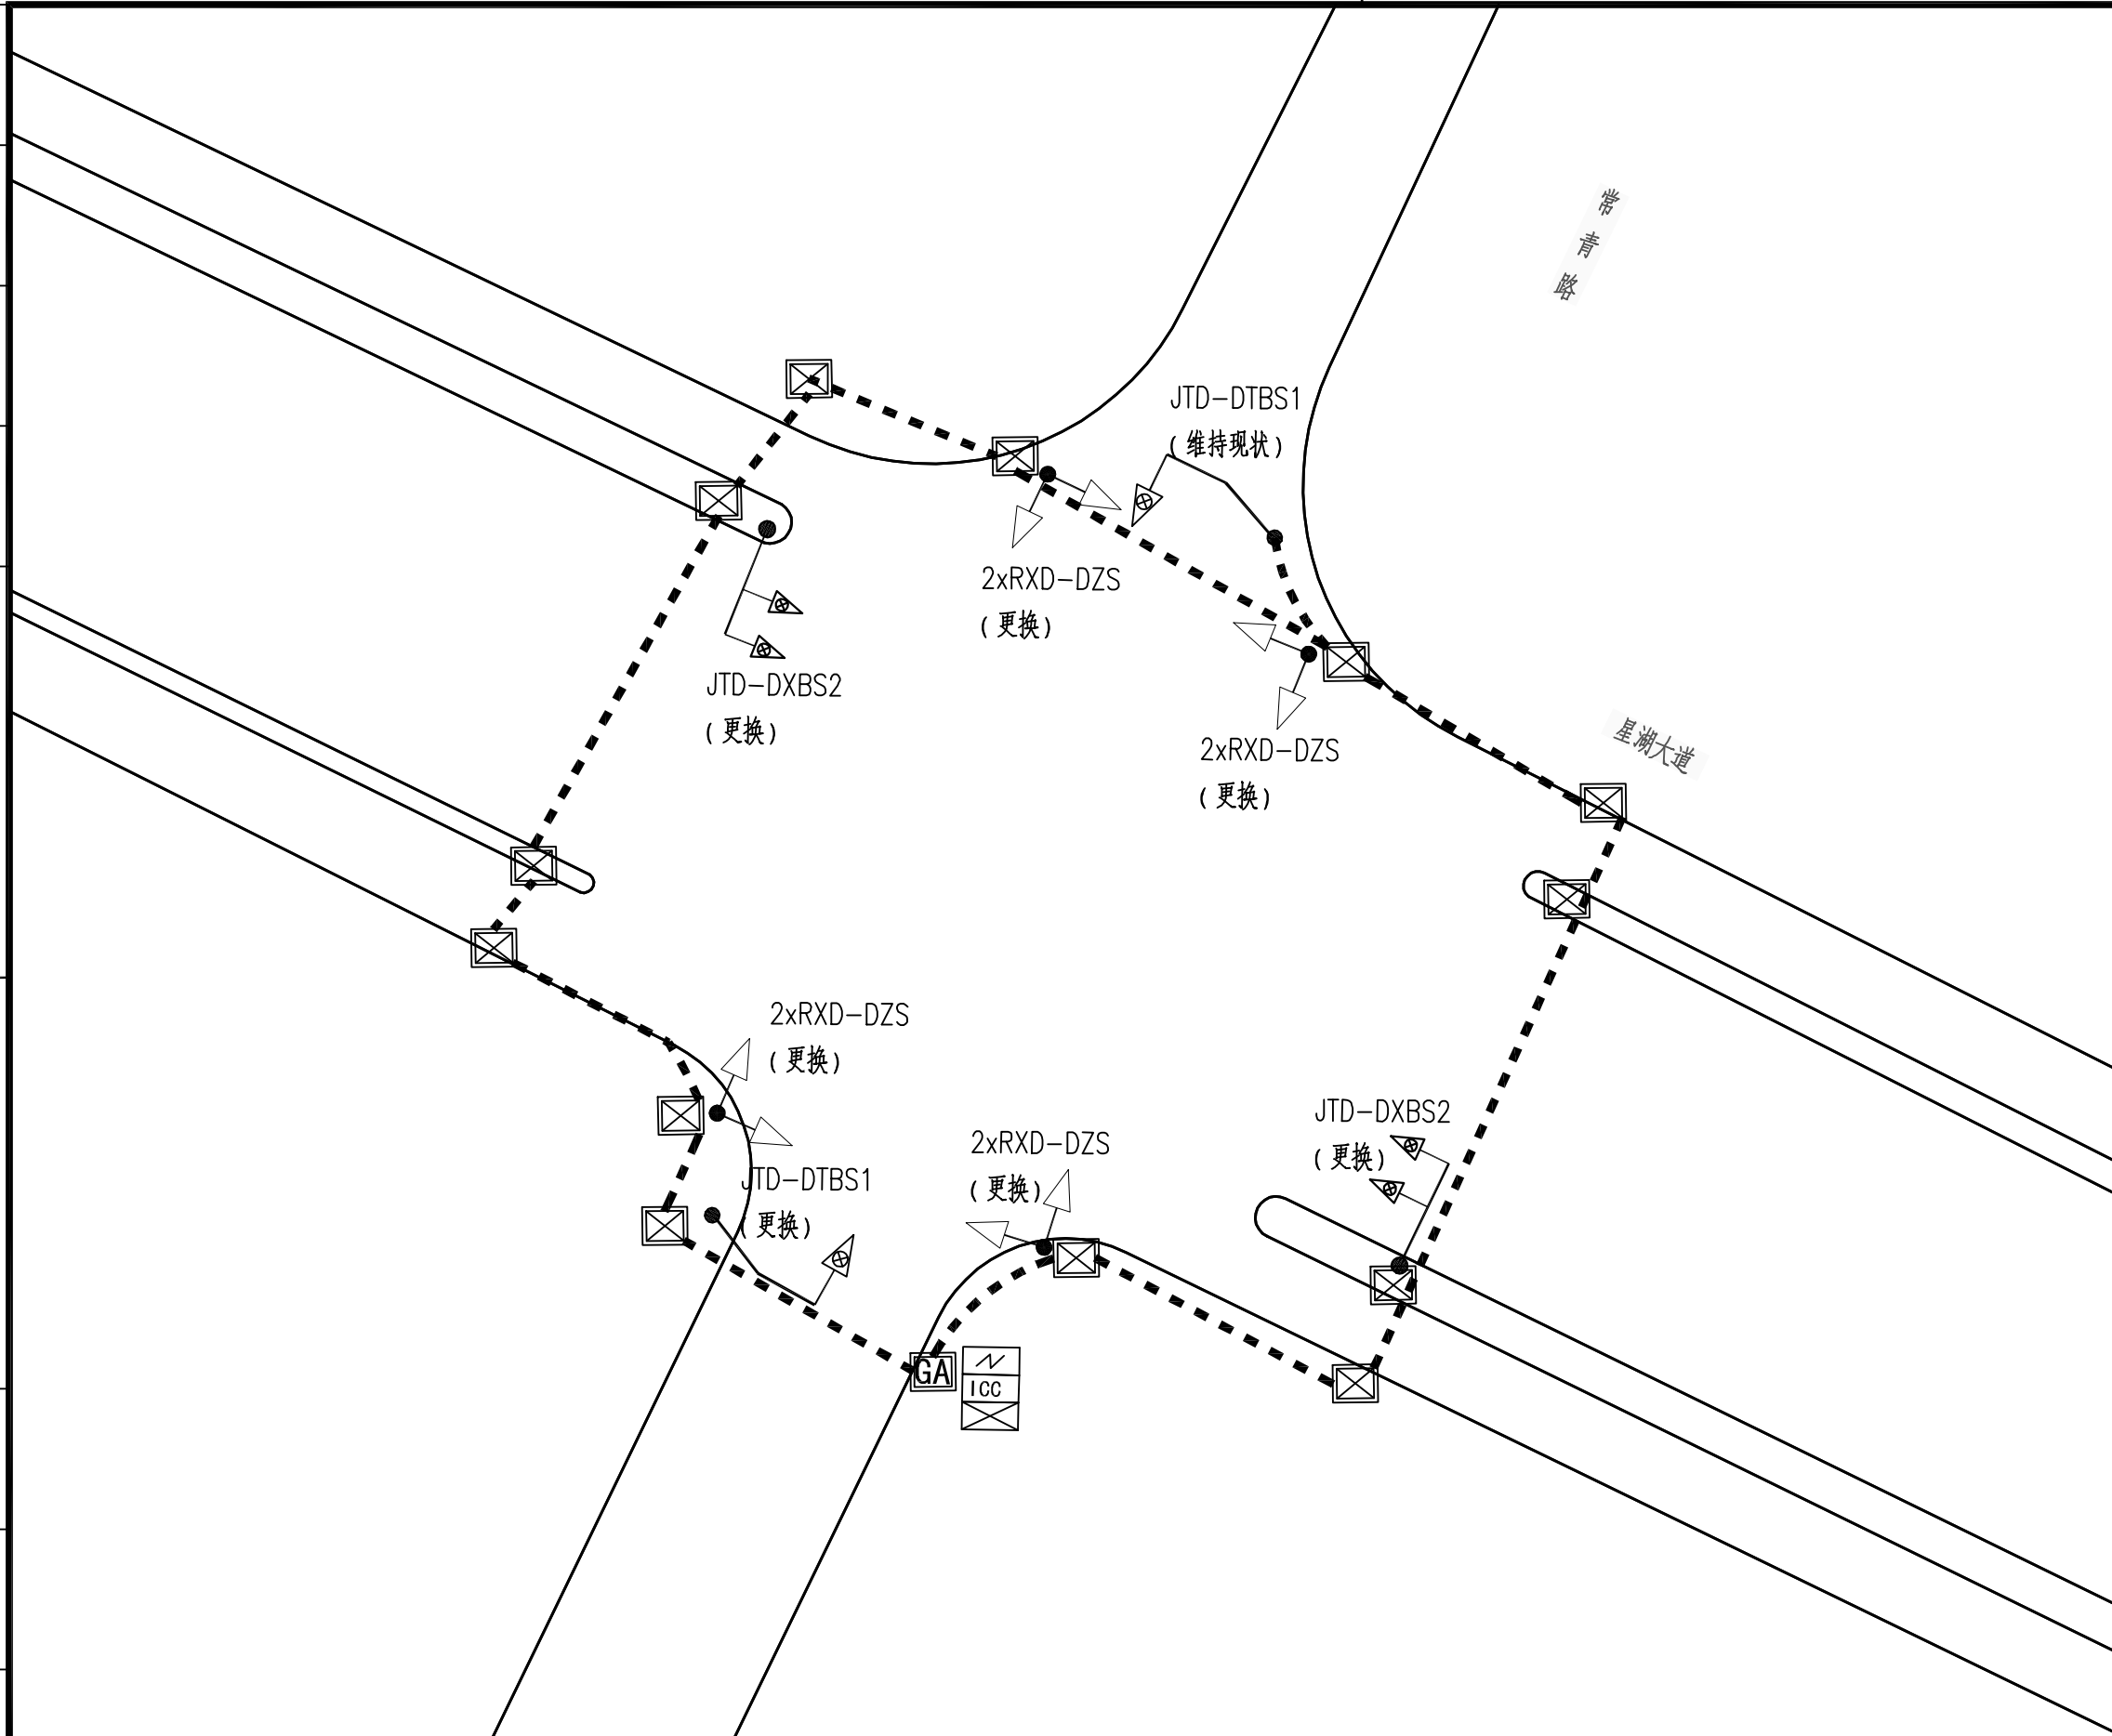 常
青
路
JTD-DTBS1
(维持现状)
2xRXD-DZS
(更换)
JTD-DXBS2
(更换)
2xRXD-DZS
(更换)
星湖大道
2xRXD-DZS
(更换)
JTD-DXBS2
(更换)
2xRXD-DZS
(更换)
JTD-DTBS1
(更换)
GA
ICC